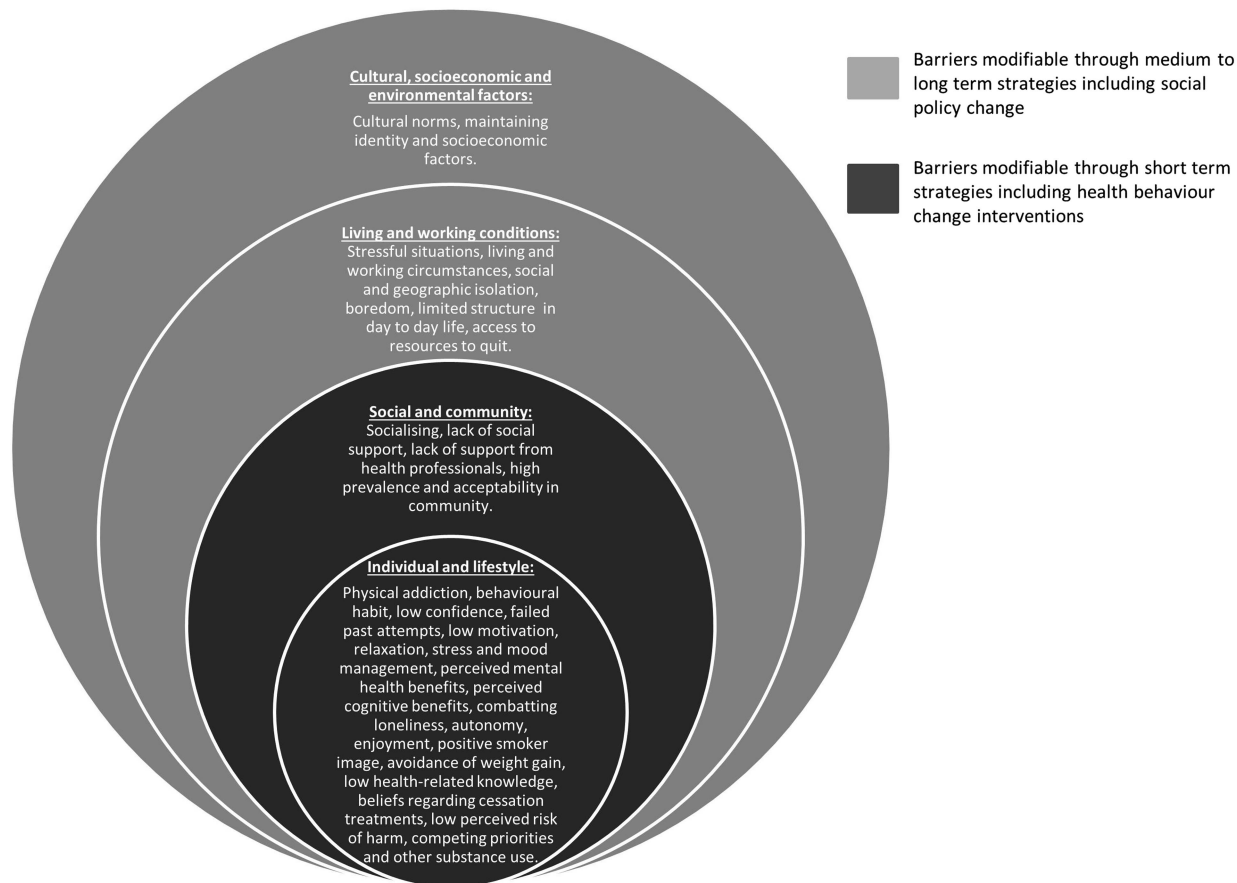 Cultural, socioeconomic and
environmental factors:
Cultural norms, maintaining
identity and socioeconomic
factors.
Living and working conditions:
Stressful situations, living and
working circumstances, social
and geographic isolation,
boredom, limited structure in
day to day life, access to
resources to quit.
Social and community:
Socialising, lack of social
support, lack of support from
health professionals, high
prevalence and acceptability in
community.
Individual and lifestyle:
Physical addiction, behavioural
habit, low confidence, failed
past attempts, low motivation,
relaxation, stress and mood
management, perceived mental
health benefits, perceived
cognitive benefits, combatting
loneliness, autonomy,
enjoyment, positive smoker
image, avoidance of weight gain,
low health-related knowledge,
beliefs regarding cessation
treatments, low perceived risk
of harm, competing priorities
and other substance use.
Barriers modifiable through medium to
long term strategies including social
policy change
Barriers modifiable through short term
strategies including health behaviour
change interventions